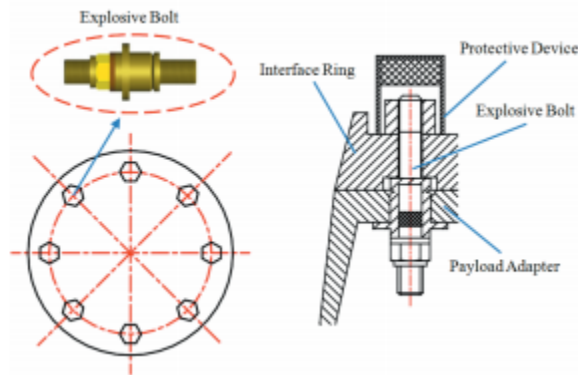 Explosive Bolt
Protective Device
Interface Ring
Explosive Bolt
Payload Adapter